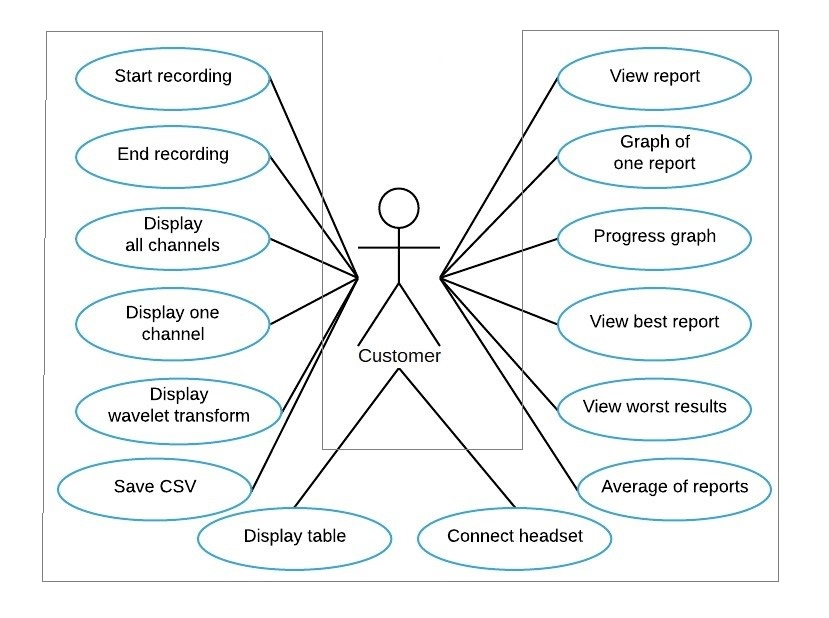 Start recording
End recording
Display
all channels
Display one
channel
Display
wavelet transform
Save CSV
Display table
Customer
View report
Graph of
one report
Progress graph
View best report
View worst results
Average of reports
Connect headset